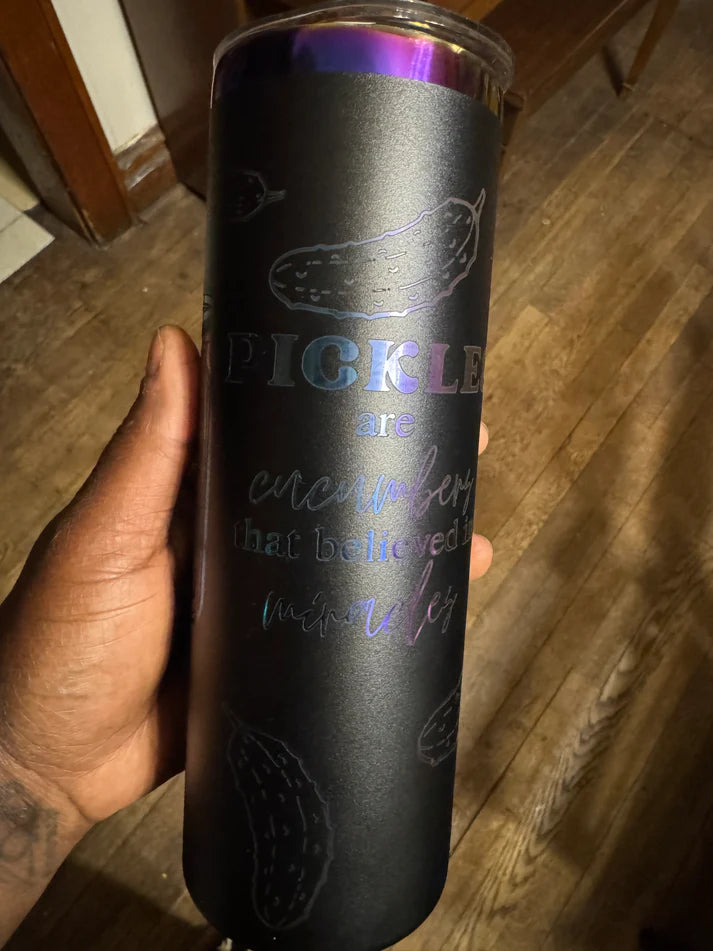 PICKLES
are
cucumbers
that believed in
miracles